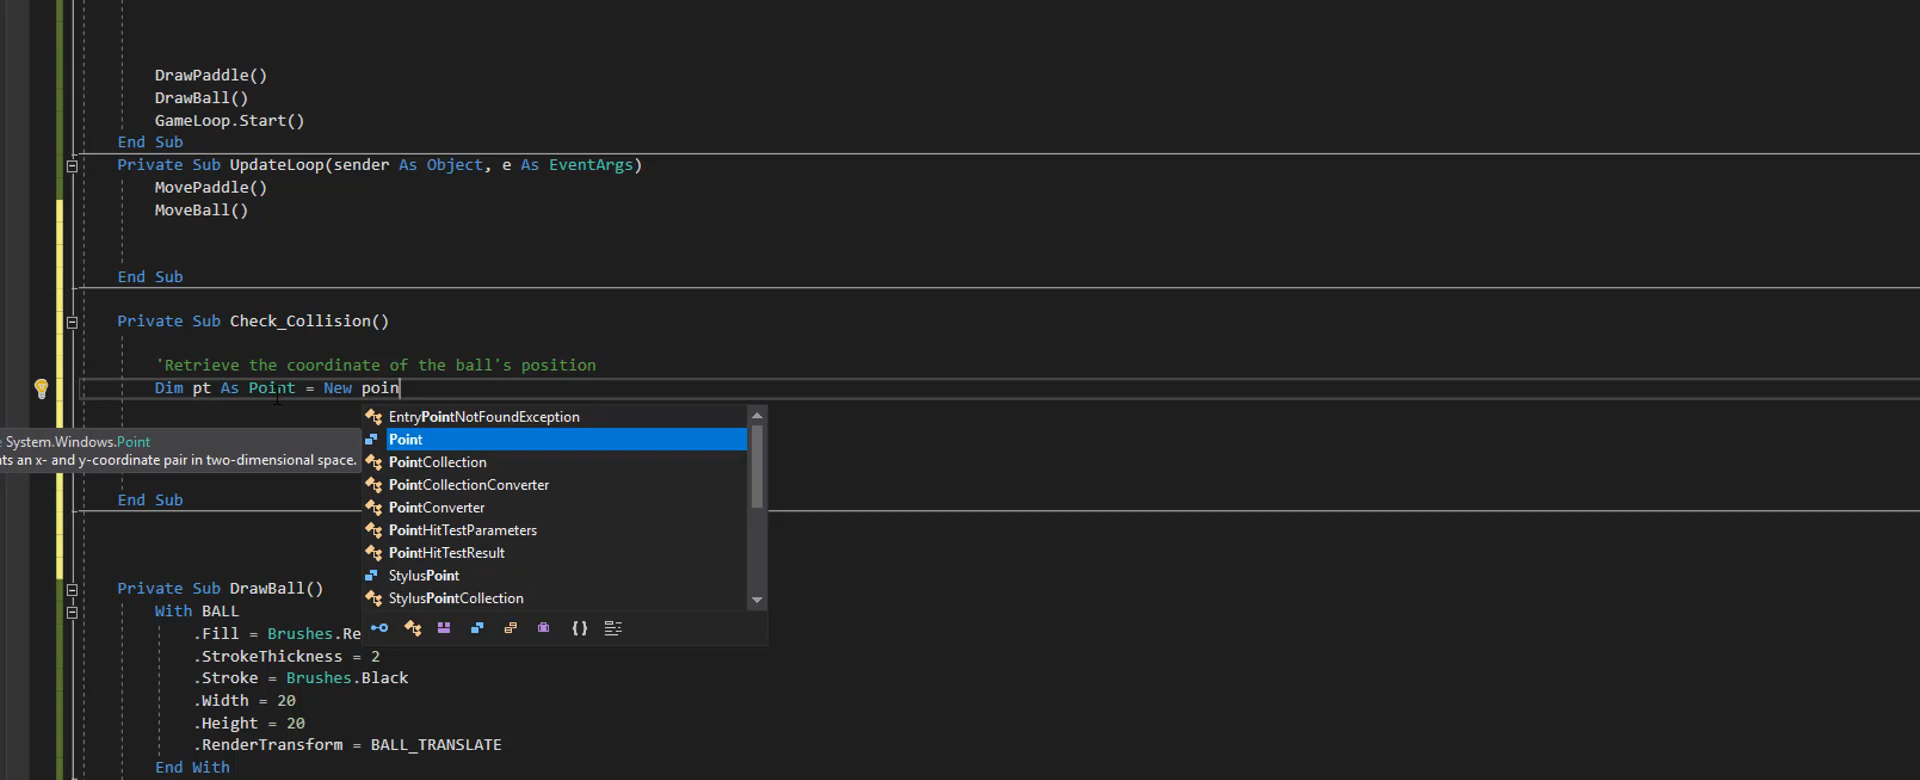 DrawPaddle()
DrawBall()
GameLoop.Start()
End Sub
Private Sub UpdateLoop(sender As Object, e As EventArgs)
MovePaddle()
MoveBall()
End Sub
Private Sub Check_Collision()
'Retrieve the coordinate of the ball's position
Dim pt As Point = New poin
EntryPointNotFoundException
Point
PointCollection
PointCollectionConverter
PointConverter
PointHitTestParameters
PointHitTestResult
StylusPoint
StylusPointCollection
{}
e System.Windows.Point
ts an x- and y-coordinate pair in two-dimensional space.
End Sub
Private Sub DrawBall()
With BALL
.Fill = Brushes.Re
.StrokeThickness = 2
.Stroke = Brushes.Black
.Width = 20
.Height = 20
.RenderTransform = BALL_TRANSLATE
End With